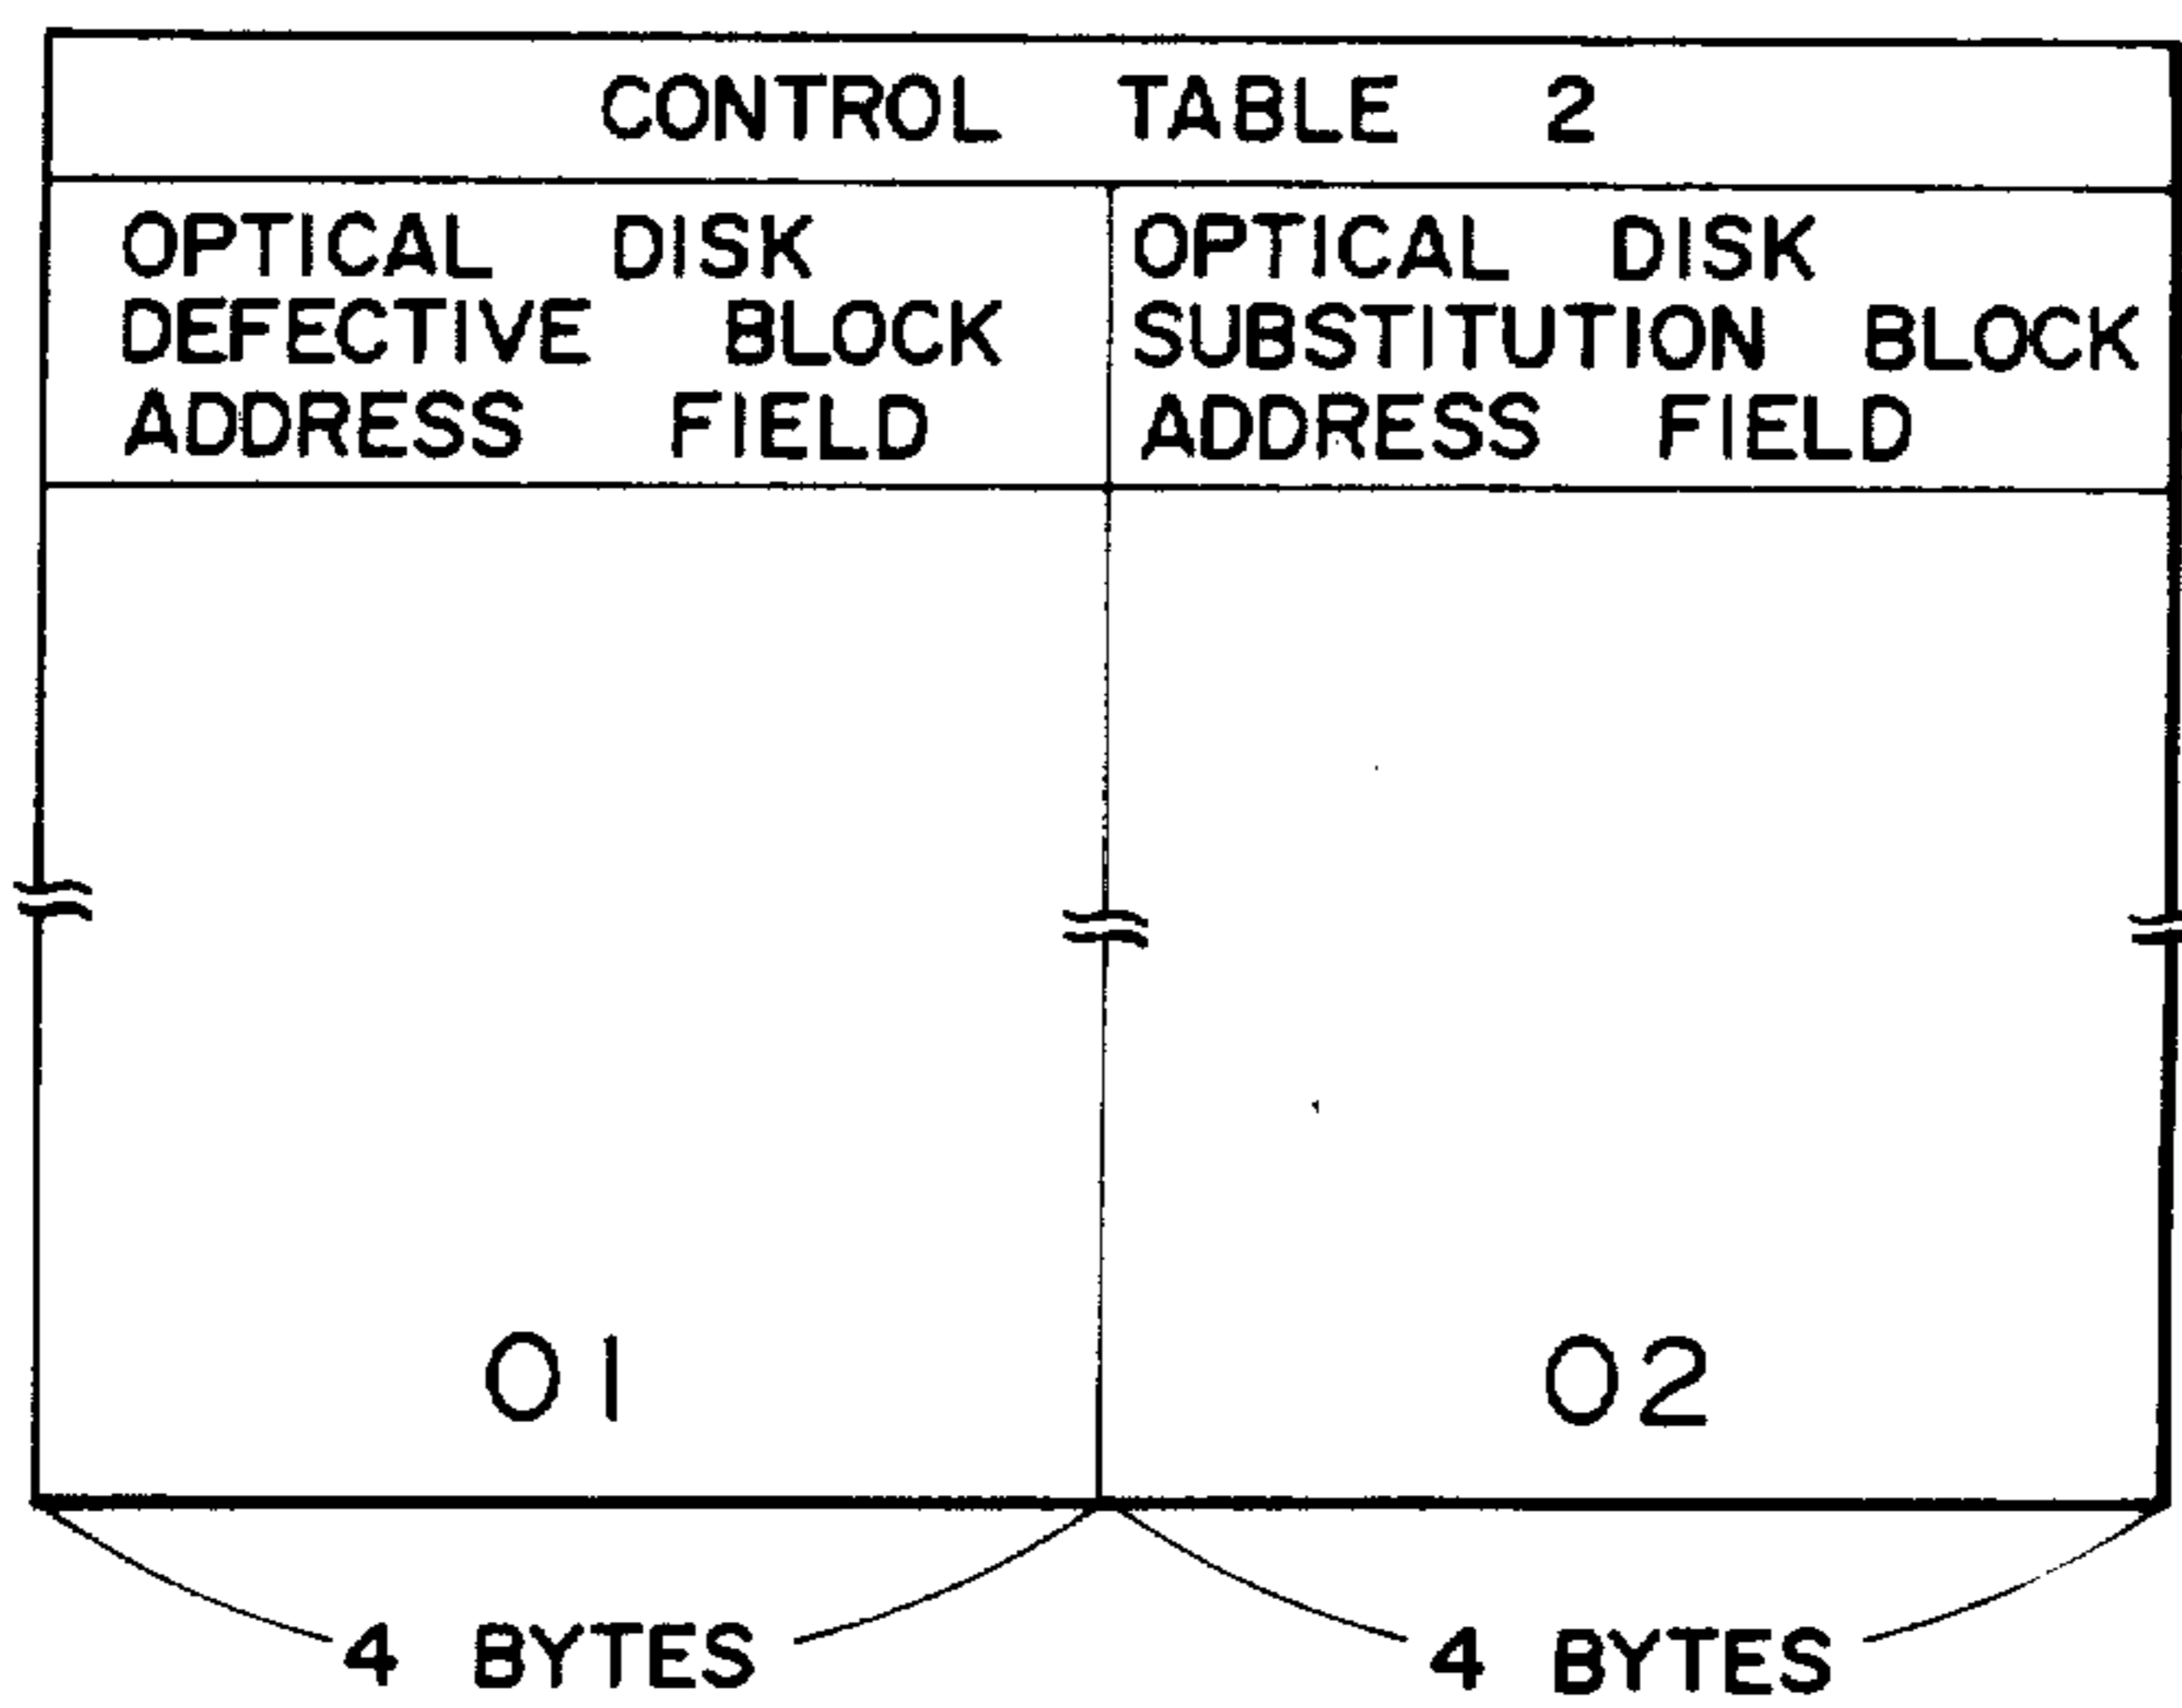 CONTROL TABLE 2
OPTICAL DISK
DEFECTIVE BLOCK
ADDRESS FIELD
OPTICAL DISK
SUBSTITUTION BLOCK
ADDRESS FIELD
01
02
4 BYTES
4 BYTES